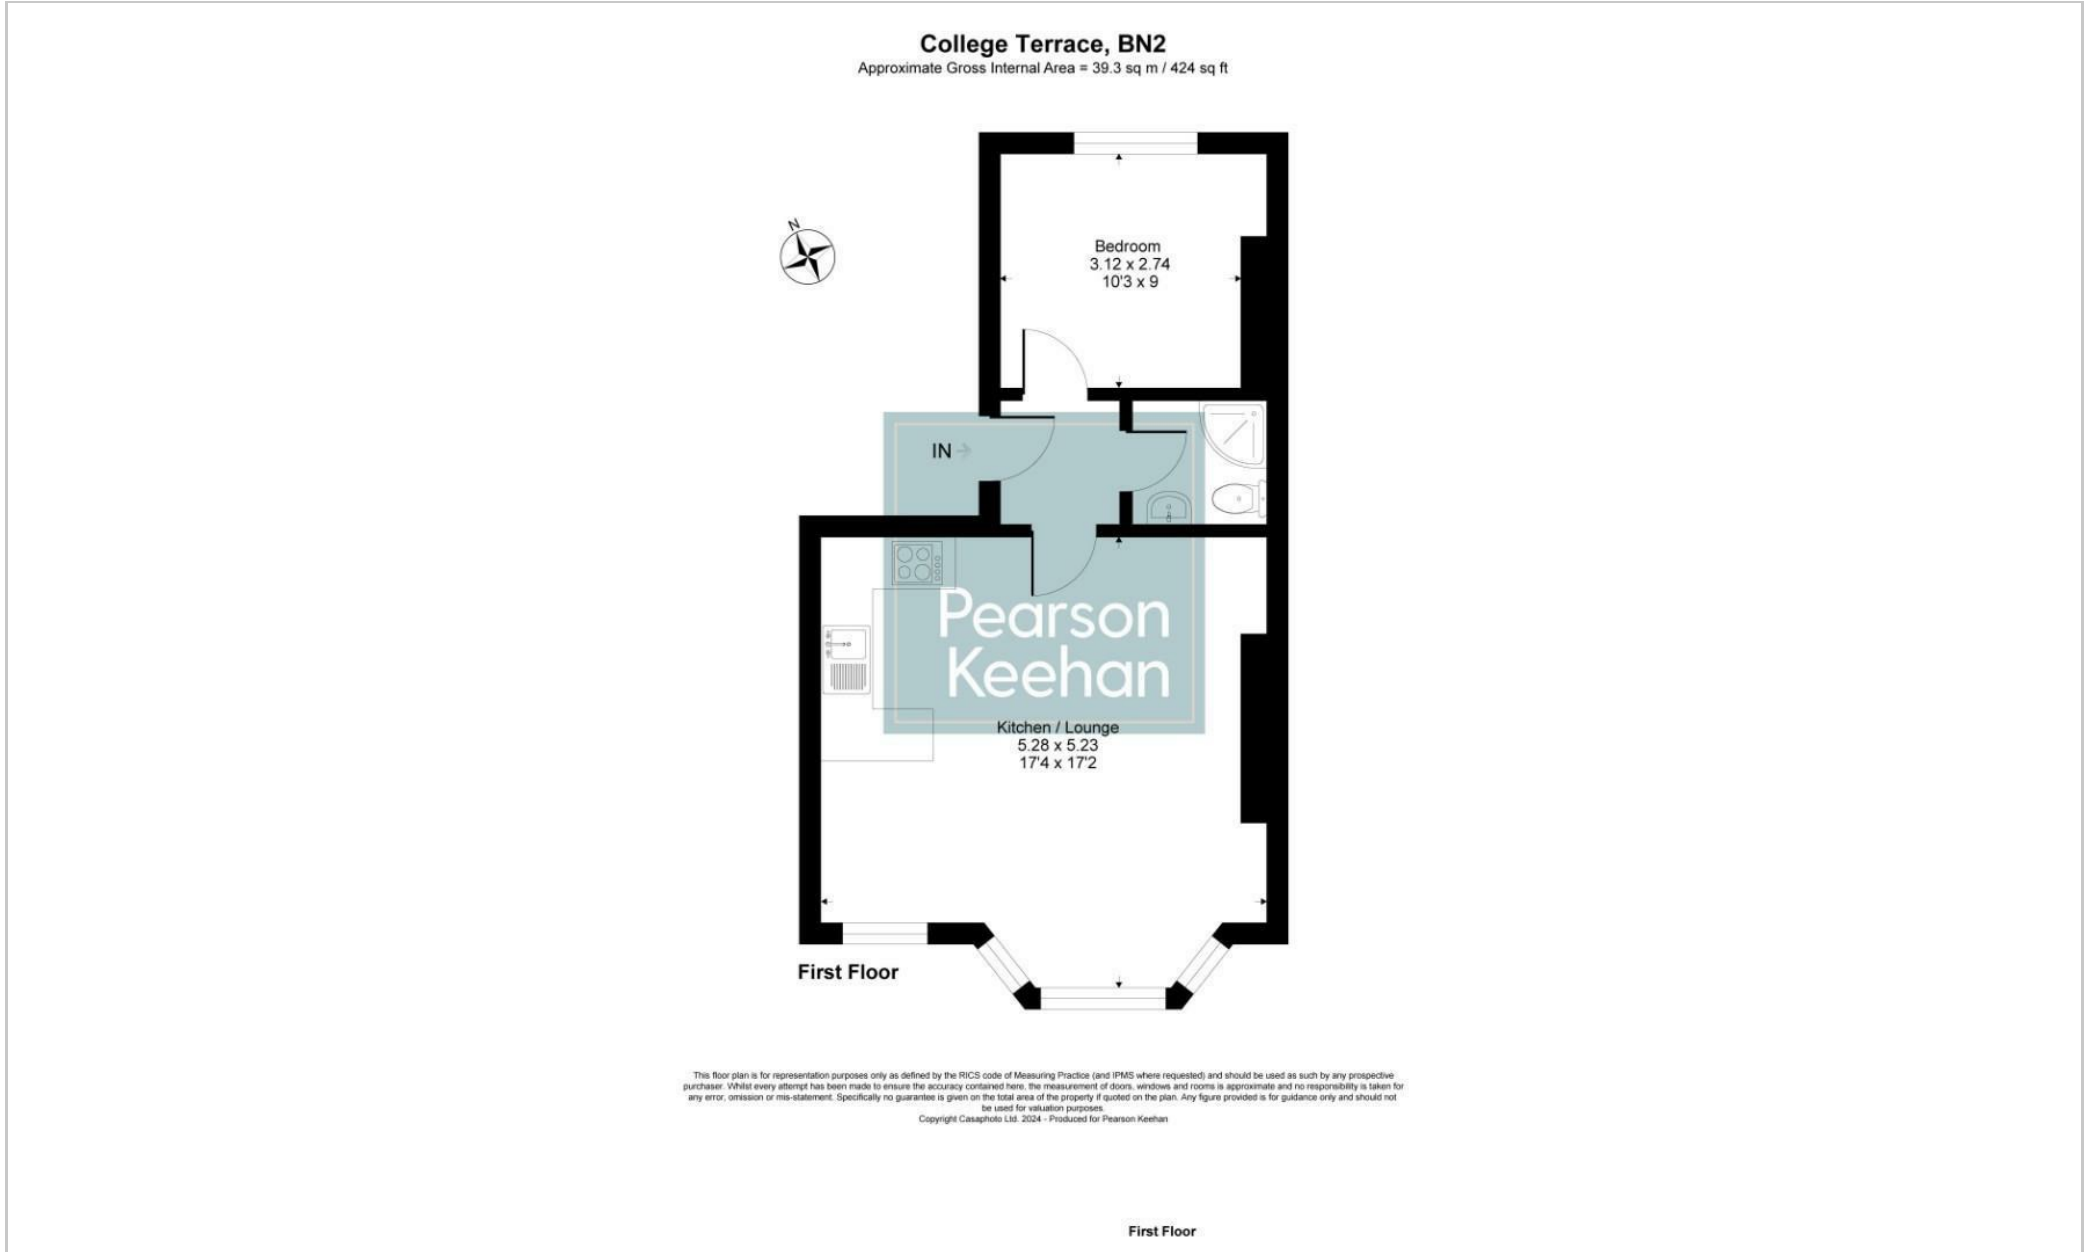 College Terrace, BN2
Approximate Gross Internal Area = 39.3 sq m / 424 sq ft
N
Bedroom
3.12 x 2.74
10'3 x 9
IN
Pearson
Keehan
Kitchen / Lounge
5.28 x 5.23
17'4 x 17'2
First Floor
This floor plan is for representation purposes only as defined by the RICS code of Measuring Practice (and IPMS where requested) and should be used as such by any prospective
purchaser. Whilst every attempt has been made to ensure the accuracy contained here, the measurement of doors, windows and rooms is approximate and no responsibility is taken for
any error, omission or mis-statement. Specifically no guarantee is given on the total area of the property if quoted on the plan. Any figure provided is for guidance only and should not
be used for valuation purposes.
Copyright Casaphoto Ltd. 2024 - Produced for Pearson Keehan
First Floor